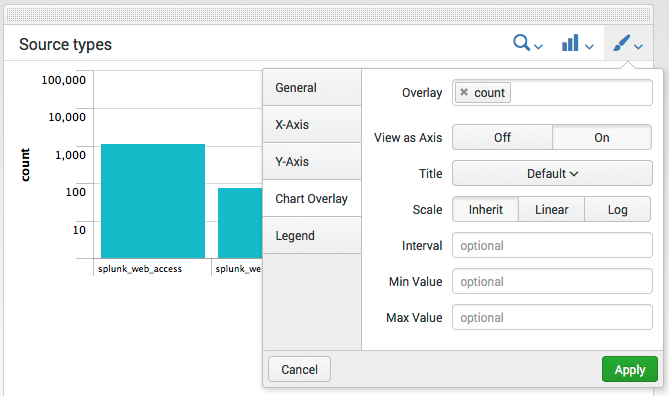 Source types
100,000
10,000
1,000
100
10
count
splunk_web_access
splunk_we
General
X-Axis
Y-Axis
Chart Overlay
Legend
Overlay × count
View as Axis Off On
Title Default
Scale Inherit Linear Log
Interval optional
Min Value optional
Max Value optional
Cancel Apply